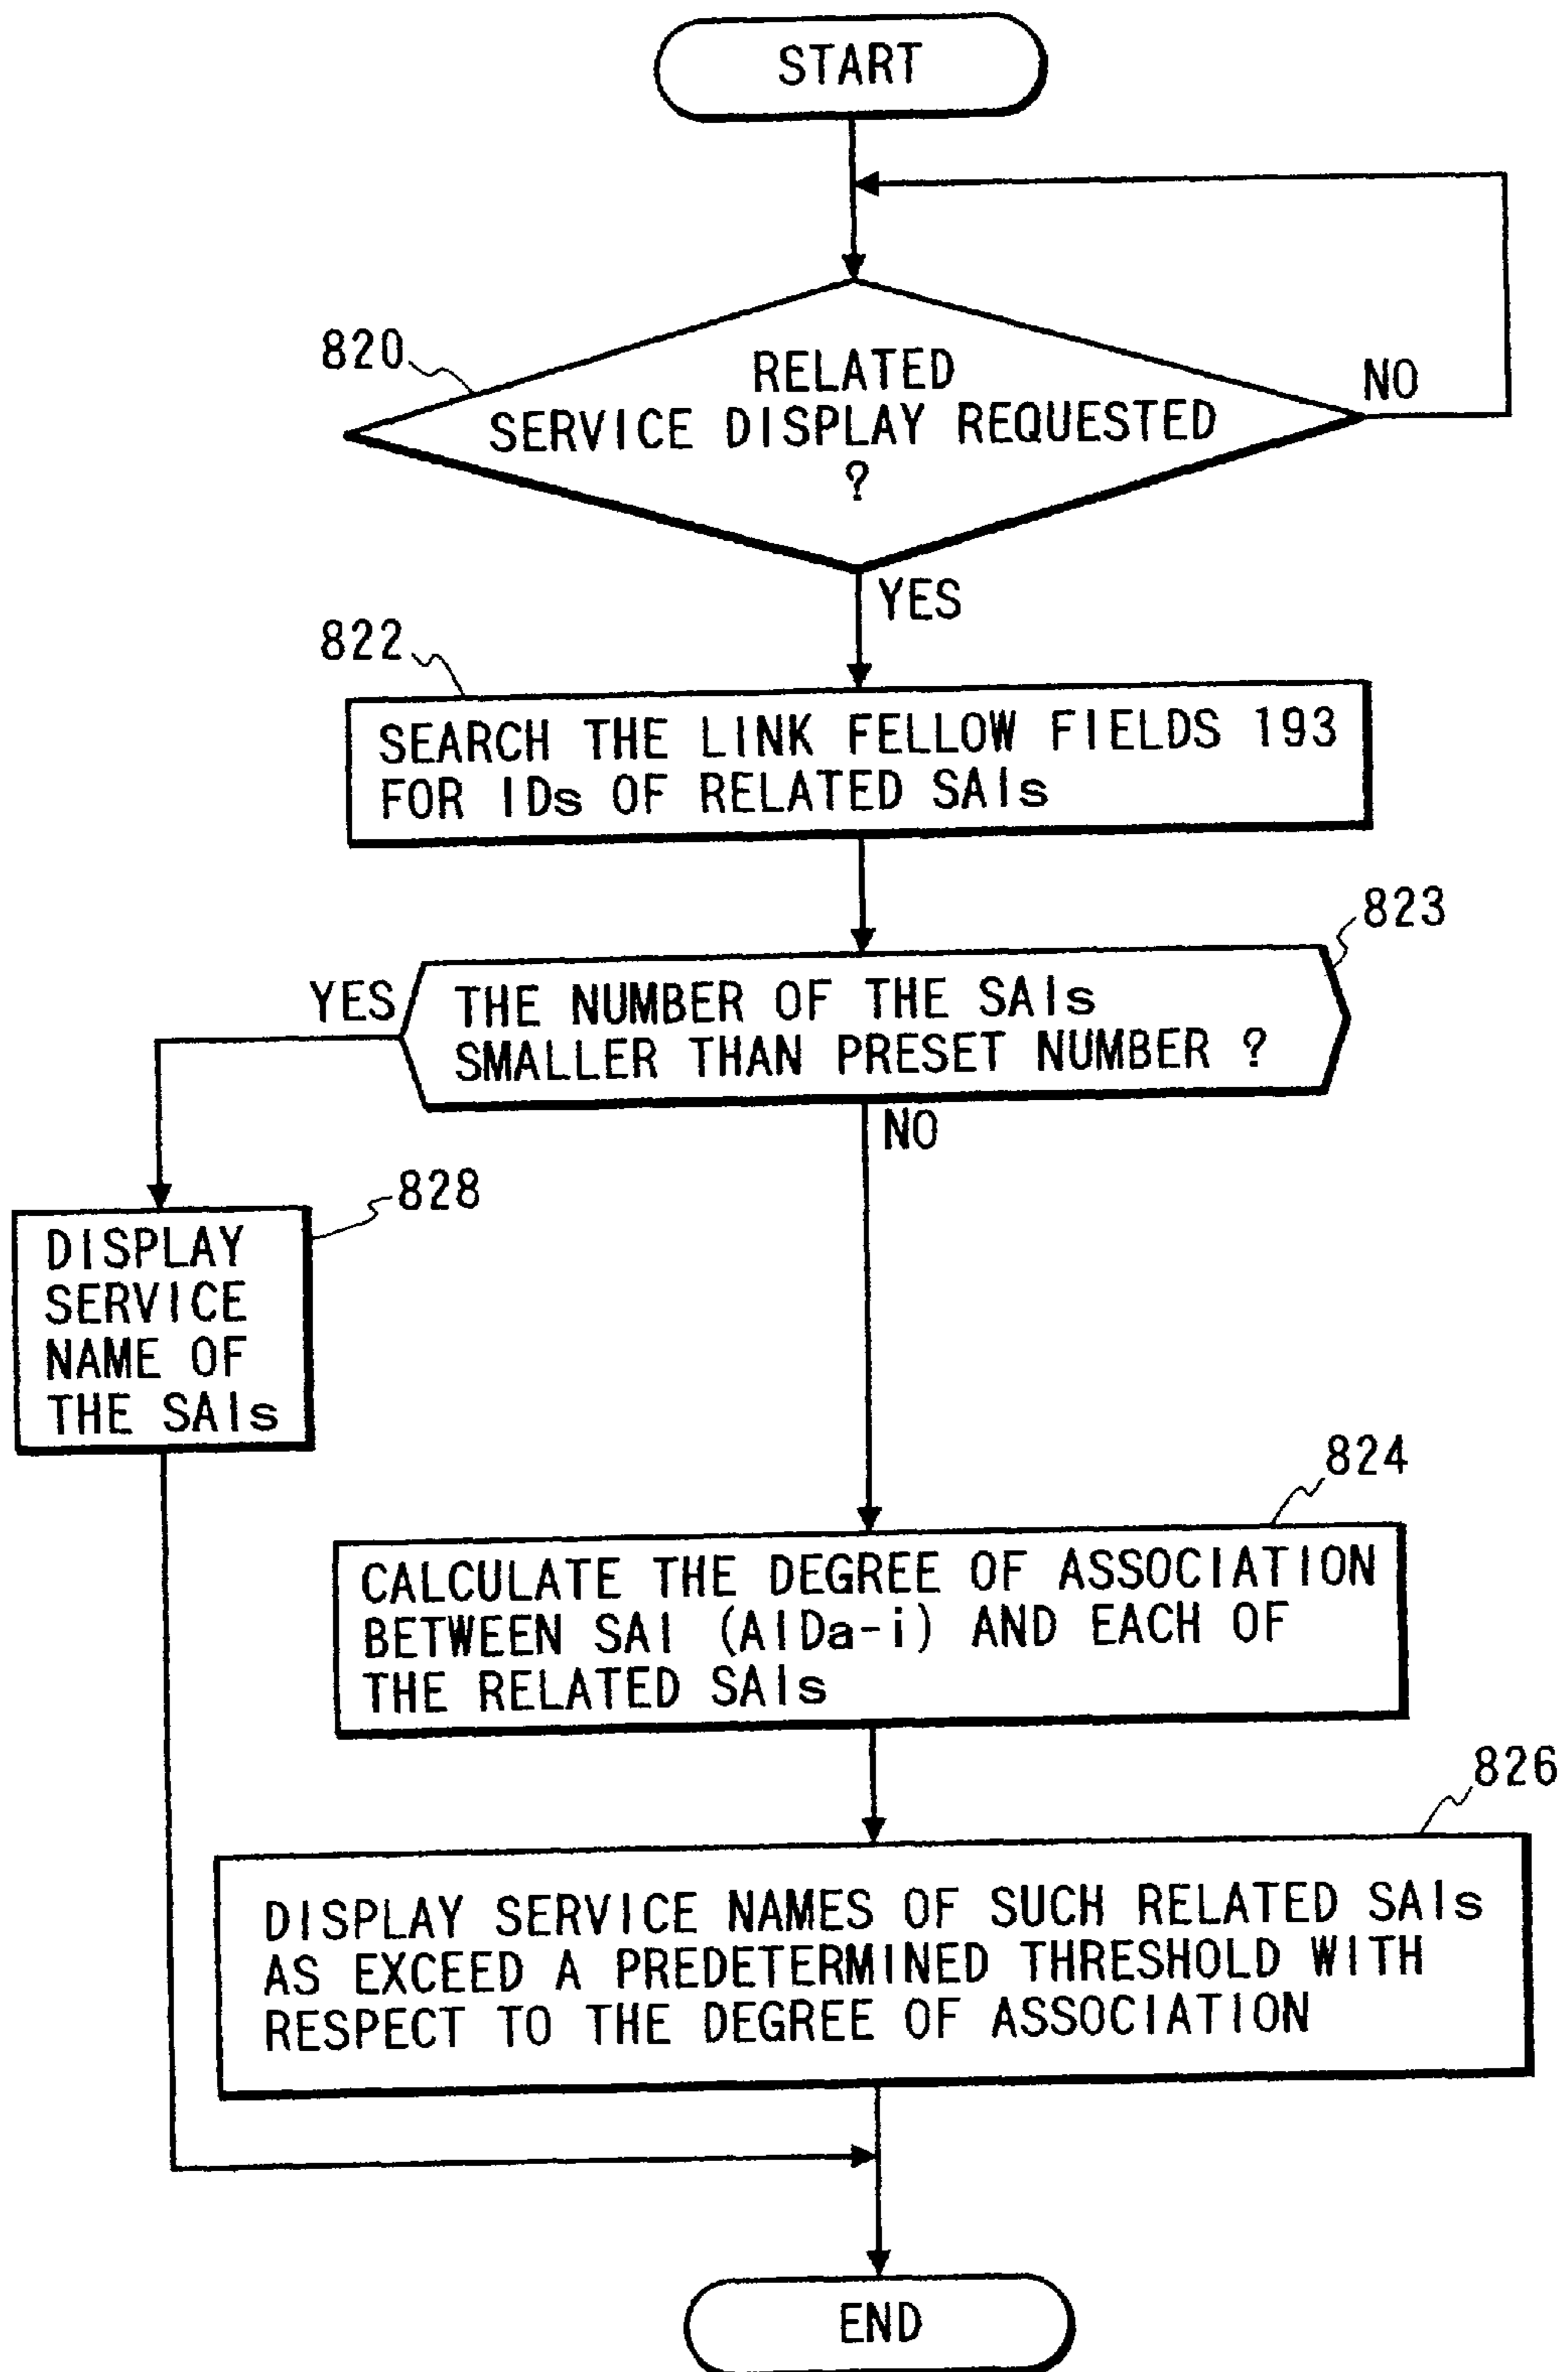 START
820
RELATED
SERVICE DISPLAY REQUESTED
?
NO
YES
822
SEARCH THE LINK FELLOW FIELDS 193
FOR IDs OF RELATED SAIs
823
YES
THE NUMBER OF THE SAIs
SMALLER THAN PRESET NUMBER ?
NO
828
DISPLAY
SERVICE
NAME OF
THE SAIs
824
CALCULATE THE DEGREE OF ASSOCIATION
BETWEEN SAI (AIDa-i) AND EACH OF
THE RELATED SAIs
826
DISPLAY SERVICE NAMES OF SUCH RELATED SAIs
AS EXCEED A PREDETERMINED THRESHOLD WITH
RESPECT TO THE DEGREE OF ASSOCIATION
END